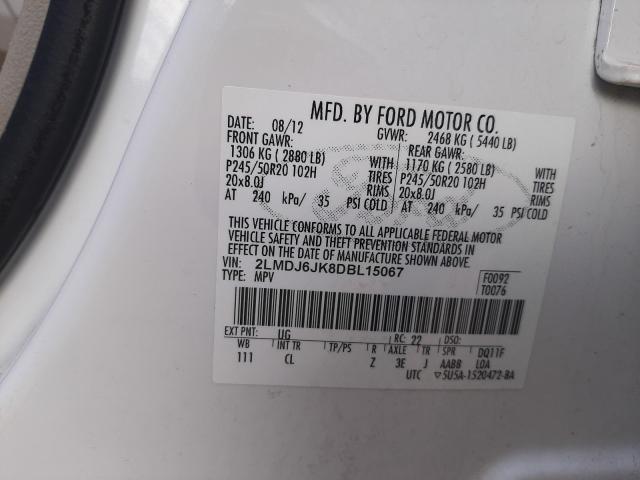 MFD. BY FORD MOTOR CO.
DATE: 08/12 GVWR: 2468 KG ( 5440 LB)
FRONT GAWR: REAR GAWR:
1306 KG ( 2880 LB) WITH 1170 KG ( 2580 LB) WITH
P245/50R20 102H TIRES P245/50R20 102H TIRES
20x8.0J RIMS 20x8.0J RIMS
AT 240 kPa/ 35 PSI COLD AT 240 kPa/ 35 PSI COLD
THIS VEHICLE CONFORMS TO ALL APPLICABLE FEDERAL MOTOR
VEHICLE SAFETY AND THEFT PREVENTION STANDARDS IN
EFFECT ON THE DATE OF MANUFACTURE SHOWN ABOVE.
VIN: 2LMDJ6JK8DBL15067 F0092
TYPE: MPV T0076
EXT PNT: UG RC: 22 DSO:
WB INT TR TP/PS R AXLE TR SPR DQ11F
111 CL Z 3E J AABB LOA
UTC ▽5U5A-1520472-BA